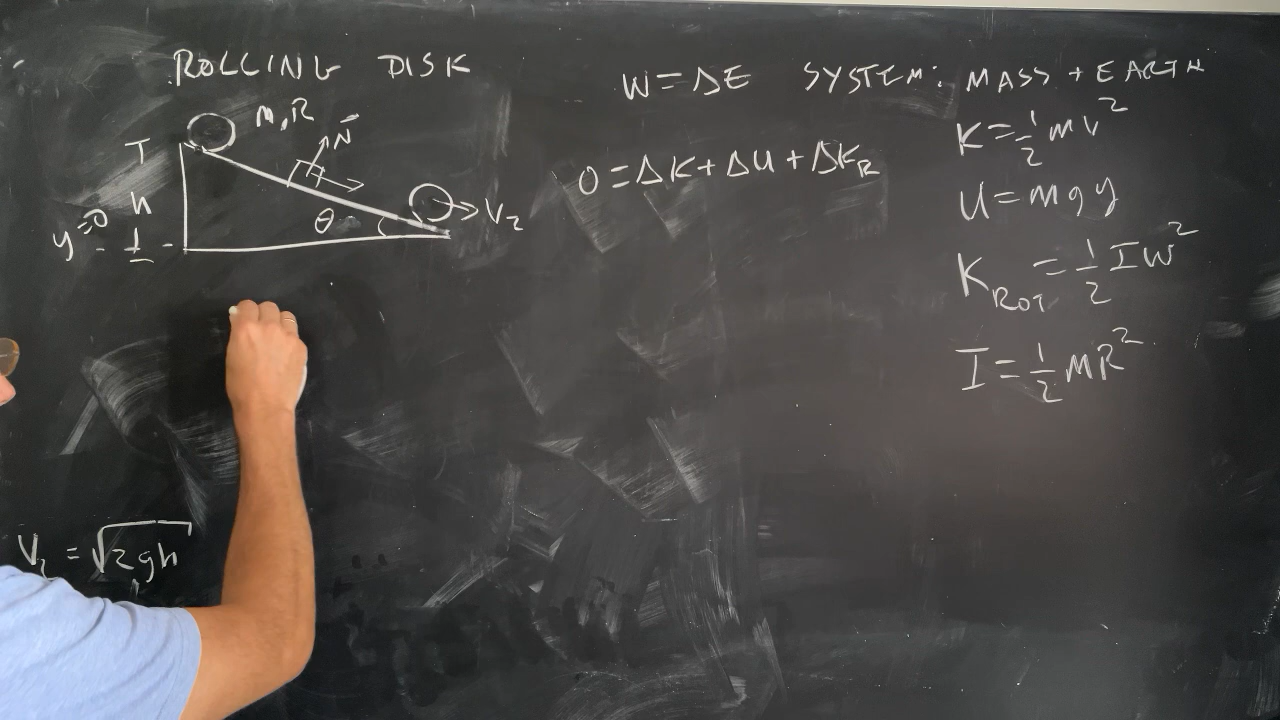 ROLLING DISK
M, R
N
T
h
y=0
θ
V₂
W = ΔE SYSTEM: MASS + EARTH
0 = ΔK + ΔU + ΔK_R
K = 1/2 mv²
U = mgy
K_ROT = 1/2 Iω²
I = 1/2 MR²
V₂ = √2gh